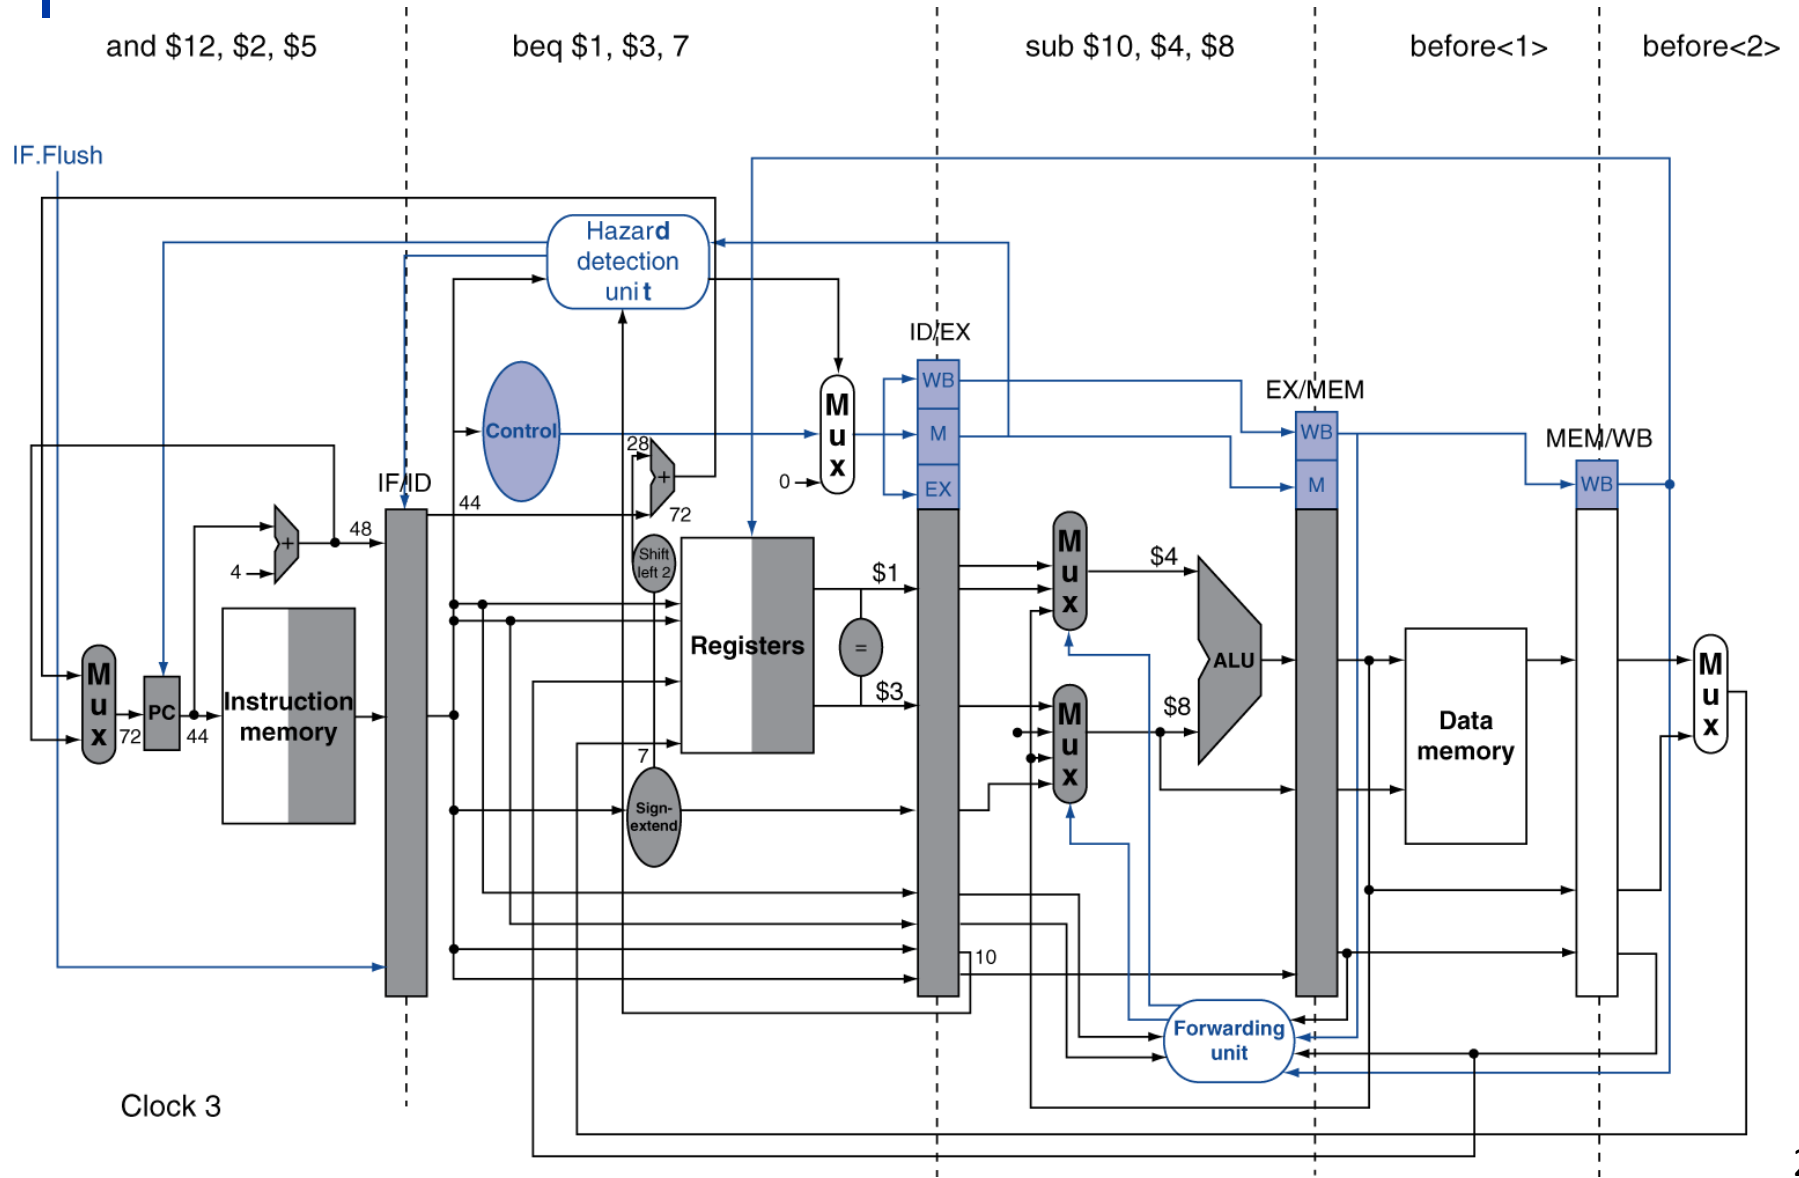 and $12, $2, $5
beq $1, $3, 7
sub $10, $4, $8
before<1>
before<2>
IF.Flush
Hazard
detection
unit
ID/EX
WB
M
EX
EX/MEM
WB
M
MEM/WB
WB
Control
M
u
x
0
28
+
72
IF/ID
44
48
+
4
Shift
left 2
M
u
x
$4
$1
Registers
=
$3
M
u
x
72
PC
44
Instruction
memory
7
Sign-
extend
M
u
x
$8
ALU
Data
memory
M
u
x
10
Forwarding
unit
Clock 3